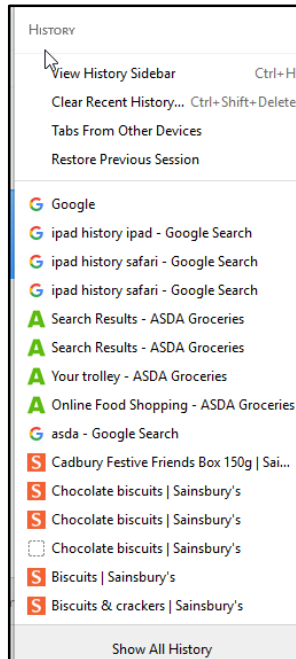 HISTORY
View History Sidebar Ctrl+H
Clear Recent History... Ctrl+Shift+Delete
Tabs From Other Devices
Restore Previous Session
Google
ipad history ipad - Google Search
ipad history safari - Google Search
ipad history safari - Google Search
Search Results - ASDA Groceries
Search Results - ASDA Groceries
Your trolley - ASDA Groceries
Online Food Shopping - ASDA Groceries
asda - Google Search
Cadbury Festive Friends Box 150g | Sai...
Chocolate biscuits | Sainsbury's
Chocolate biscuits | Sainsbury's
Chocolate biscuits | Sainsbury's
Biscuits | Sainsbury's
Biscuits & crackers | Sainsbury's
Show All History